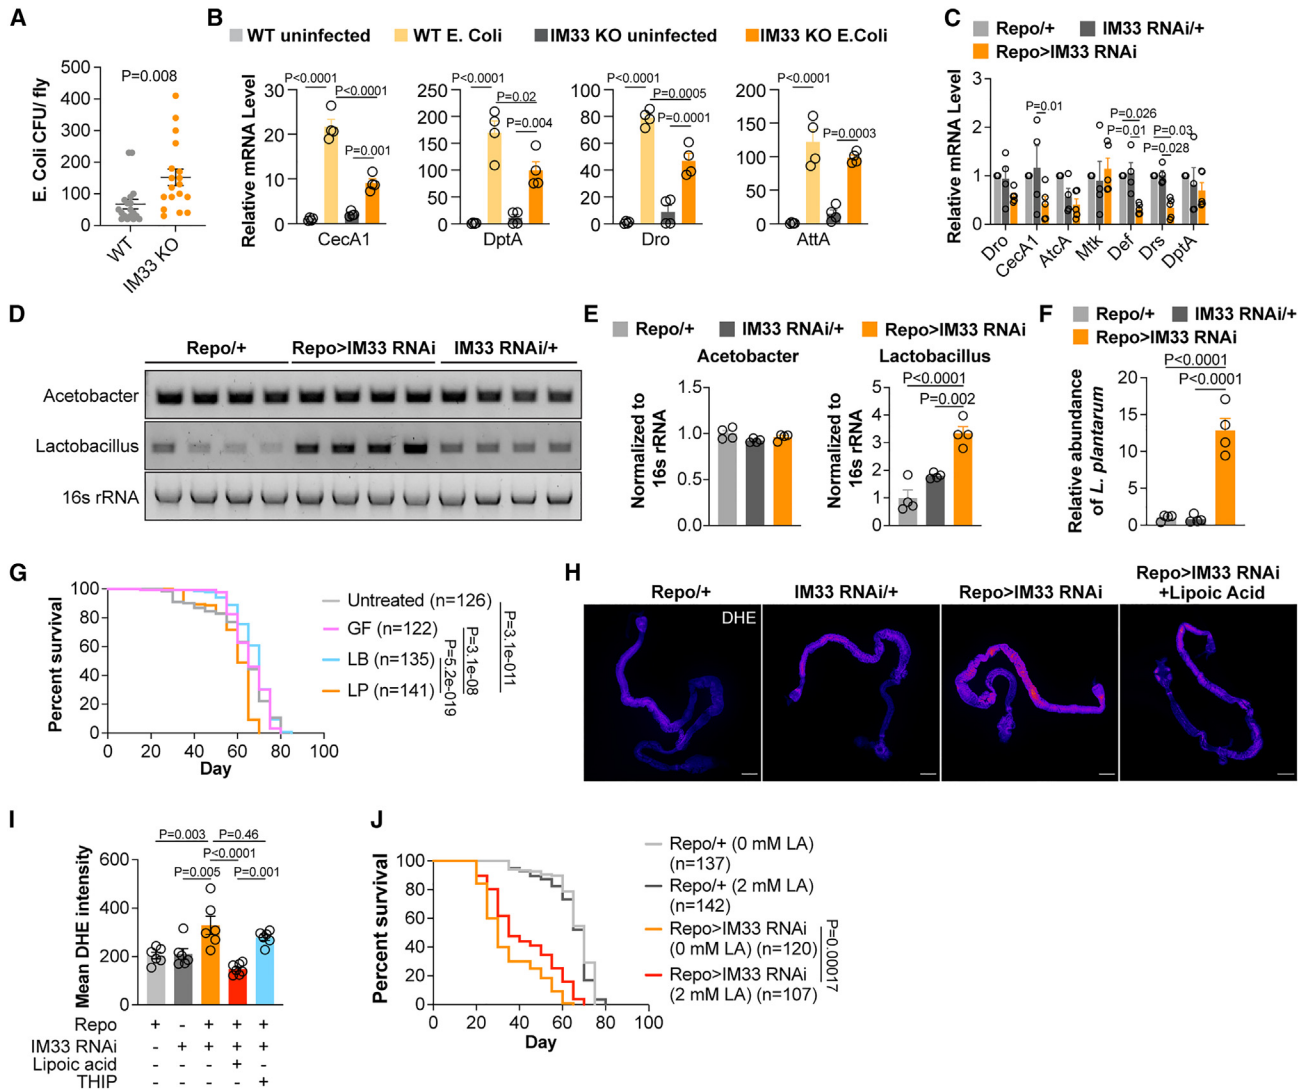 A
P=0.008
E. Coli CFU/ fly
500
400
300
200
100
0
WT
IM33 KO
B
WT uninfected
WT E. Coli
IM33 KO uninfected
IM33 KO E.Coli
Relative mRNA Level
P<0.0001
P<0.0001
P=0.001
30
20
10
0
CecA1
P<0.0001
P=0.02
P=0.004
250
200
150
100
50
0
DptA
P<0.0001
P=0.0005
P=0.0001
100
80
60
40
20
0
Dro
P<0.0001
P=0.0003
200
150
100
50
0
AttA
C
Repo/+
IM33 RNAi/+
Repo>IM33 RNAi
Relative mRNA Level
3
2
1
0
P=0.01
P=0.026
P=0.01
P=0.03
P=0.028
Dro
CecA1
AtcA
Mtk
Def
Drs
DptA
D
Repo/+
Repo>IM33 RNAi
IM33 RNAi/+
Acetobacter
Lactobacillus
16s rRNA
E
Repo/+
IM33 RNAi/+
Repo>IM33 RNAi
Acetobacter
Normalized to
16s rRNA
1.5
1.0
0.5
0.0
Lactobacillus
Normalized to
16s rRNA
P<0.0001
P=0.002
5
4
3
2
1
0
F
Repo/+
IM33 RNAi/+
Repo>IM33 RNAi
P<0.0001
P<0.0001
Relative abundance
of L. plantarum
20
15
10
5
0
G
Percent survival
100
80
60
40
20
0
0
20
40
60
80
100
Day
Untreated (n=126)
GF (n=122)
LB (n=135)
LP (n=141)
P=5.2e-019
P=3.1e-08
P=3.1e-011
H
Repo/+
IM33 RNAi/+
Repo>IM33 RNAi
Repo>IM33 RNAi
+Lipoic Acid
DHE
I
P=0.003
P=0.46
P<0.0001
P=0.005
P=0.001
Mean DHE intensity
600
400
200
0
Repo + - + + +
IM33 RNAi - + + + +
Lipoic acid - - - + -
THIP - - - - +
J
Percent survival
100
80
60
40
20
0
0
20
40
60
80
100
Day
Repo/+ (0 mM LA)
(n=137)
Repo/+ (2 mM LA)
(n=142)
Repo>IM33 RNAi
(0 mM LA) (n=120)
Repo>IM33 RNAi
(2 mM LA) (n=107)
P=0.00017